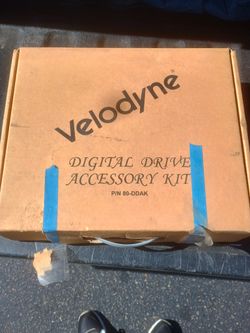 Velodyne
DIGITAL DRIVE
ACCESSORY KIT
P/N 80-DDAK